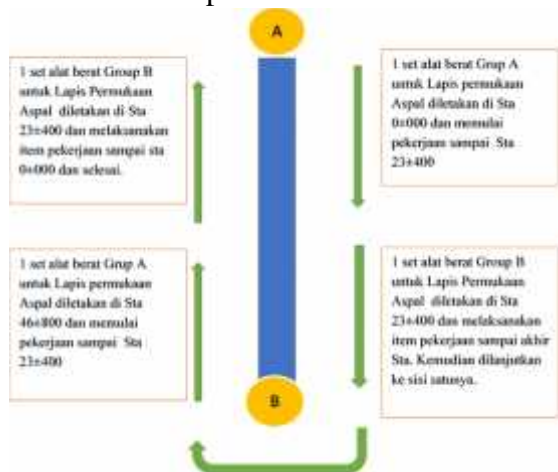 A
1 set alat berat Group B
untuk Lapis Permukaan
Aspal diletakan di Sta
23+400 dan melaksanakan
item pekerjaan sampai sta
0+000 dan selesai.
1 set alat berat Grup A
untuk Lapis Permukaan
Aspal diletakan di Sta
0+000 dan memulai
pekerjaan sampai Sta
23+400
1 set alat berat Grup A
untuk Lapis permukaan
Aspal diletakan di Sta
46+800 dan memulai
pekerjaan sampai Sta
23+400
1 set alat berat Group B
untuk Lapis Permukaan
Aspal diletakan di Sta
23+400 dan melaksanakan
item pekerjaan sampai akhir
Sta. Kemudian dilanjutkan
ke sisi satunya.
B